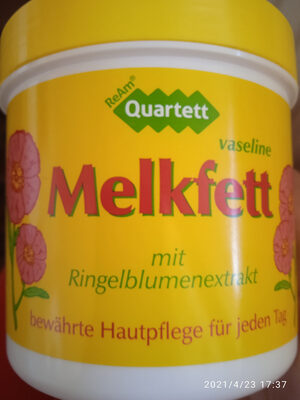 ReAm®
Quartett
vaseline
Melkfett
mit
Ringelblumenextrakt
bewährte Hautpflege für jeden Tag
2021/4/23 17:37